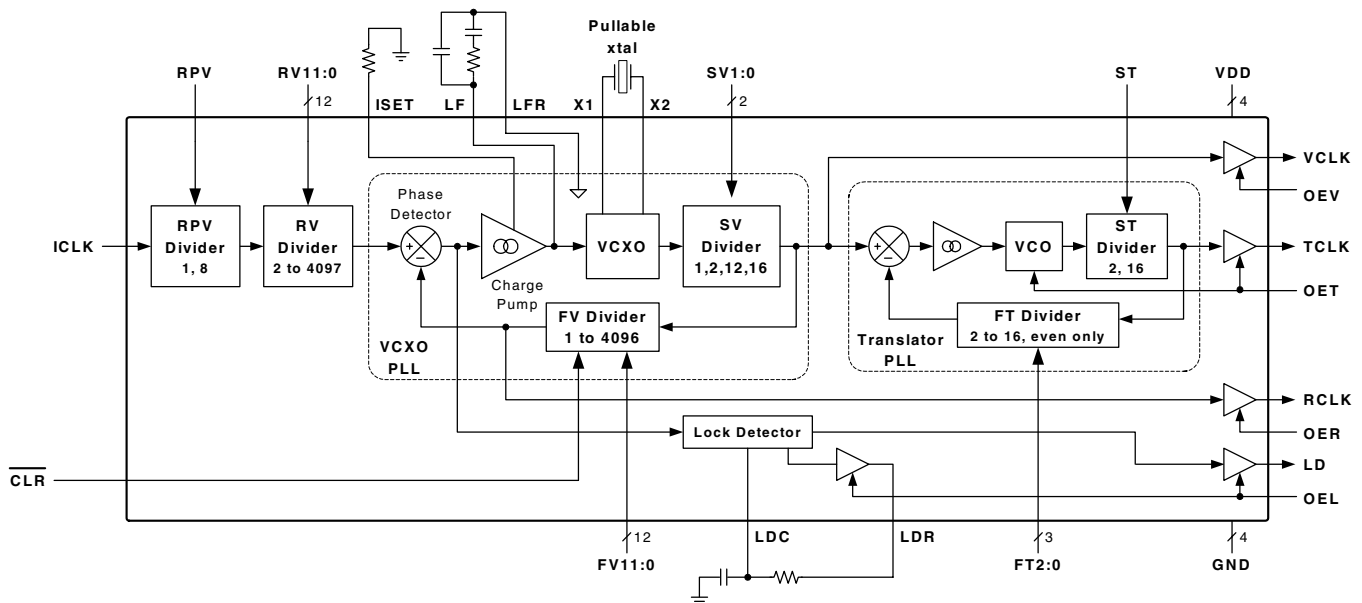 Pullable
xtal
RPV
RV11:0
12
ISET
LF
LFR
X1
X2
SV1:0
2
ST
VDD
4
VCLK
OEV
Phase
Detector
ICLK
RPV
Divider
1, 8
RV
Divider
2 to 4097
+
−
Charge
Pump
VCXO
SV
Divider
1,2,12,16
+
−
VCO
ST
Divider
2, 16
TCLK
OET
FV Divider
1 to 4096
VCXO
PLL
FT Divider
2 to 16, even only
Translator
PLL
RCLK
OER
Lock Detector
LD
OEL
CLR
12
FV11:0
LDC
LDR
3
FT2:0
4
GND